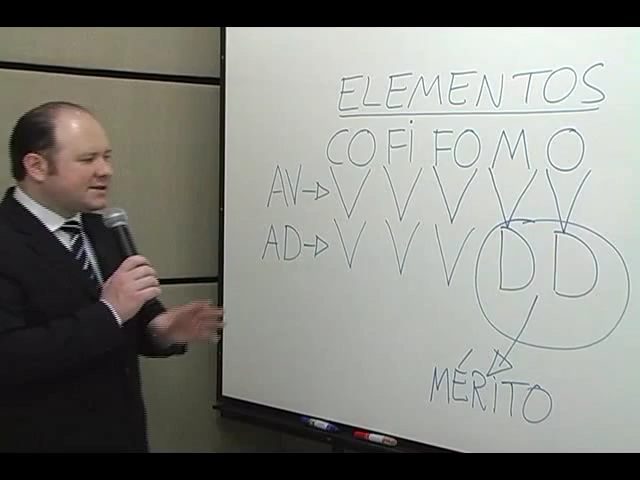 ELEMENTOS
CO Fi FO M O
AV → V V V V V
AD → V V V D D
MÉRiTO